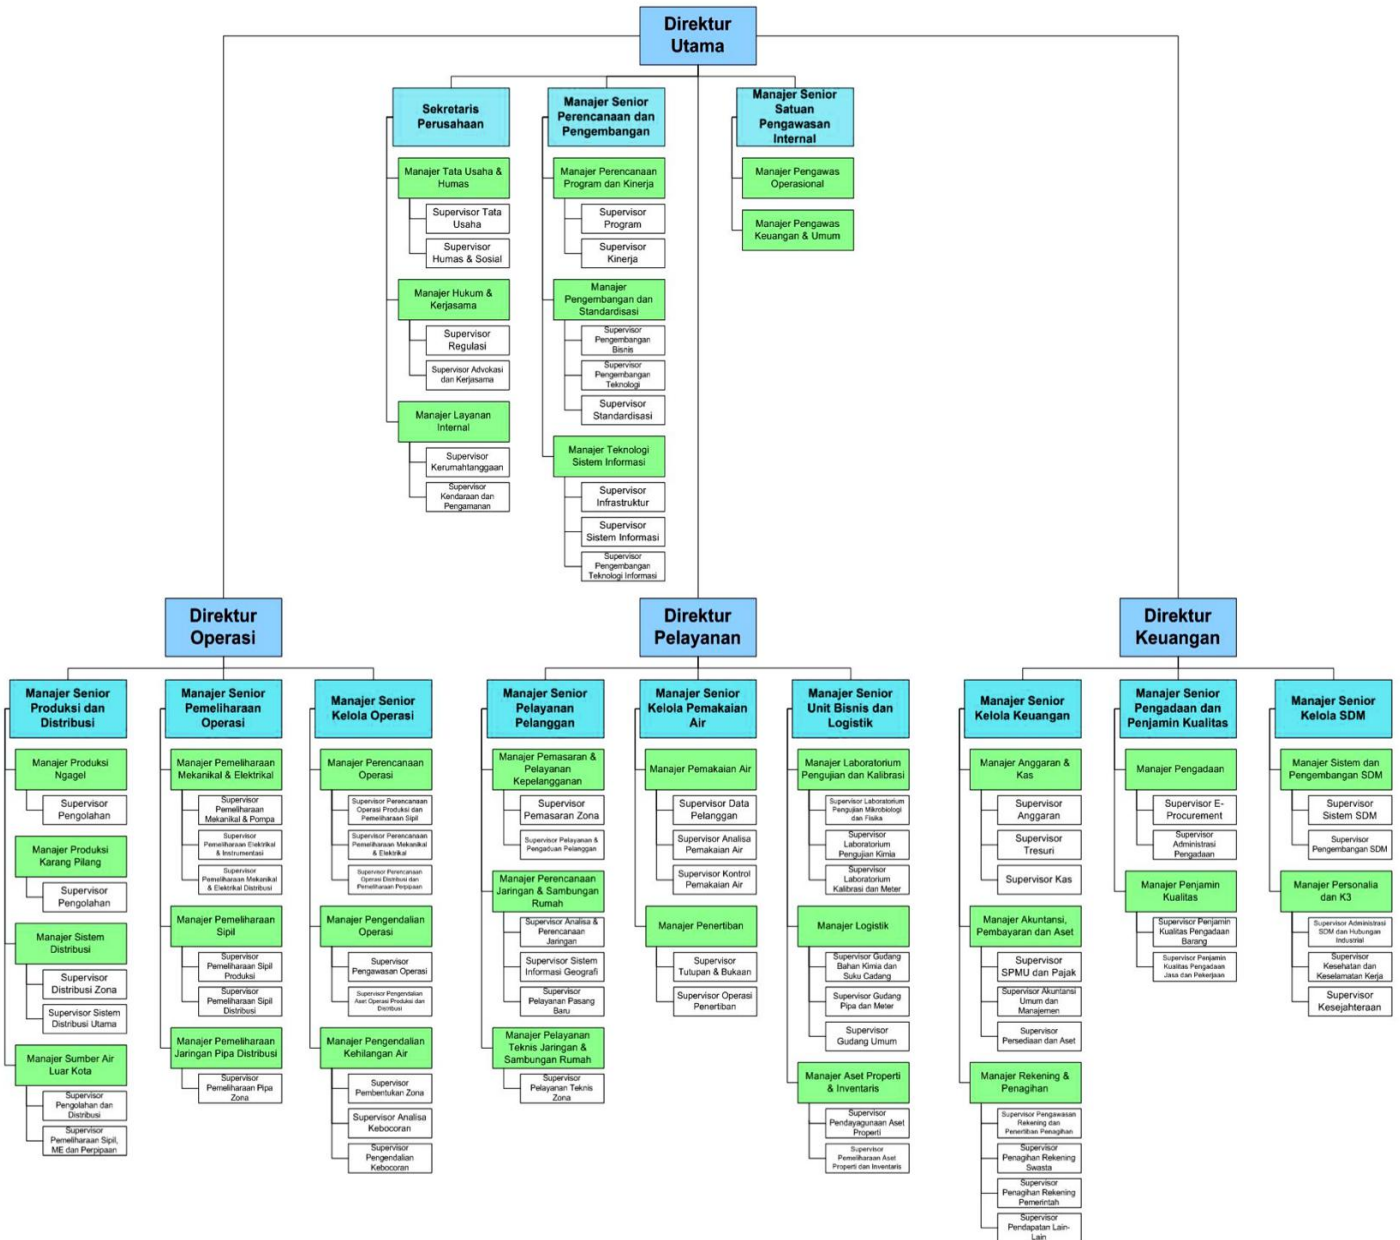 Direktur
Utama
Sekretaris
Perusahaan
Manajer Tata Usaha &
Humas
Supervisor Tata
Usaha
Supervisor
Humas & Sosial
Manajer Hukum &
Kerjasama
Supervisor
Regulasi
Supervisor Advokasi
dan Kerjasama
Manajer Layanan
Internal
Supervisor
Kerumahtanggaan
Supervisor
Kendaraan dan
Pengamanan
Manajer Senior
Perencanaan dan
Pengembangan
Manajer Perencanaan
Program dan Kinerja
Supervisor
Program
Supervisor
Kinerja
Manajer
Pengembangan dan
Standardisasi
Supervisor
Pengembangan
Bisnis
Supervisor
Pengembangan
Teknologi
Supervisor
Standardisasi
Manajer Teknologi
Sistem Informasi
Supervisor
Infrastruktur
Supervisor
Sistem Informasi
Supervisor
Pengembangan
Teknologi Informasi
Manajer Senior
Satuan
Pengawasan
Internal
Manajer Pengawas
Operasional
Manajer Pengawas
Keuangan & Umum
Direktur
Operasi
Manajer Senior
Produksi dan
Distribusi
Manajer Produksi
Ngagel
Supervisor
Pengolahan
Manajer Produksi
Karang Pilang
Supervisor
Pengolahan
Manajer Sistem
Distribusi
Supervisor
Distribusi Zona
Supervisor Sistem
Distribusi Utama
Manajer Sumber Air
Luar Kota
Supervisor
Pengolahan dan
Distribusi
Supervisor
Pemeliharaan Sipil,
ME dan Perpipaan
Manajer Senior
Pemeliharaan
Operasi
Manajer Pemeliharaan
Mekanikal & Elektrikal
Supervisor
Pemeliharaan
Mekanikal & Pompa
Supervisor
Pemeliharaan Elektrikal
& Instrumentasi
Supervisor
Pemeliharaan Mekanikal
& Elektrikal Distribusi
Manajer Pemeliharaan
Sipil
Supervisor
Pemeliharaan Sipil
Produksi
Supervisor
Pemeliharaan Sipil
Distribusi
Manajer Pemeliharaan
Jaringan Pipa Distribusi
Supervisor
Pemeliharaan Pipa
Zona
Manajer Senior
Kelola Operasi
Manajer Perencanaan
Operasi
Supervisor Perencanaan
Operasi Produksi dan
Pemeliharaan Sipil
Supervisor Perencanaan
Pemeliharaan Mekanikal
& Elektrikal
Supervisor Perencanaan
Operasi Distribusi dan
Pemeliharaan Perpipaan
Manajer Pengendalian
Operasi
Supervisor
Pengawasan Operasi
Supervisor Pengendalian
Aset Operasi Produksi dan
Distribusi
Manajer Pengendalian
Kehilangan Air
Supervisor
Pembentukan Zona
Supervisor Analisa
Kebocoran
Supervisor
Pengendalian
Kebocoran
Direktur
Pelayanan
Manajer Senior
Pelayanan
Pelanggan
Manajer Pemasaran &
Pelayanan
Kepelangganan
Supervisor
Pemasaran Zona
Supervisor Pelayanan &
Pengaduan Pelanggan
Manajer Perencanaan
Jaringan & Sambungan
Rumah
Supervisor Analisa &
Perencanaan
Jaringan
Supervisor Sistem
Informasi Geografi
Supervisor
Pelayanan Pasang
Baru
Manajer Pelayanan
Teknis Jaringan &
Sambungan Rumah
Supervisor
Pelayanan Teknis
Zona
Manajer Senior
Kelola Pemakaian
Air
Manajer Pemakaian Air
Supervisor Data
Pelanggan
Supervisor Analisa
Pemakaian Air
Supervisor Kontrol
Pemakaian Air
Manajer Penertiban
Supervisor
Tutupan & Bukaan
Supervisor Operasi
Penertiban
Manajer Senior
Unit Bisnis dan
Logistik
Manajer Laboratorium
Pengujian dan Kalibrasi
Supervisor Laboratorium
Pengujian Mikrobiologi
dan Fisika
Supervisor
Laboratorium
Pengujian Kimia
Supervisor
Laboratorium
Kalibrasi dan Meter
Manajer Logistik
Supervisor Gudang
Bahan Kimia dan
Suku Cadang
Supervisor Gudang
Pipa dan Meter
Supervisor
Gudang Umum
Manajer Aset Properti
& Inventaris
Supervisor
Pendayagunaan Aset
Properti
Supervisor
Pemeliharaan Aset
Properti dan Inventaris
Direktur
Keuangan
Manajer Senior
Kelola Keuangan
Manajer Anggaran &
Kas
Supervisor
Anggaran
Supervisor
Tresuri
Supervisor Kas
Manajer Akuntansi,
Pembayaran dan Aset
Supervisor
SPMU dan Pajak
Supervisor Akuntansi
Umum dan
Manajemen
Supervisor
Persediaan dan Aset
Manajer Rekening &
Penagihan
Supervisor Pengawasan
Rekening dan
Penertiban Penagihan
Supervisor
Penagihan Rekening
Swasta
Supervisor
Penagihan Rekening
Pemerintah
Supervisor
Pendapatan Lain-
Lain
Manajer Senior
Pengadaan dan
Penjamin Kualitas
Manajer Pengadaan
Supervisor E-
Procurement
Supervisor
Administrasi
Pengadaan
Manajer Penjamin
Kualitas
Supervisor Penjamin
Kualitas Pengadaan
Barang
Supervisor Penjamin
Kualitas Pengadaan
Jasa dan Pekerjaan
Manajer Senior
Kelola SDM
Manajer Sistem dan
Pengembangan SDM
Supervisor
Sistem SDM
Supervisor
Pengembangan SDM
Manajer Personalia
dan K3
Supervisor Administrasi
SDM dan Hubungan
Industrial
Supervisor
Kesehatan dan
Keselamatan Kerja
Supervisor
Kesejahteraan